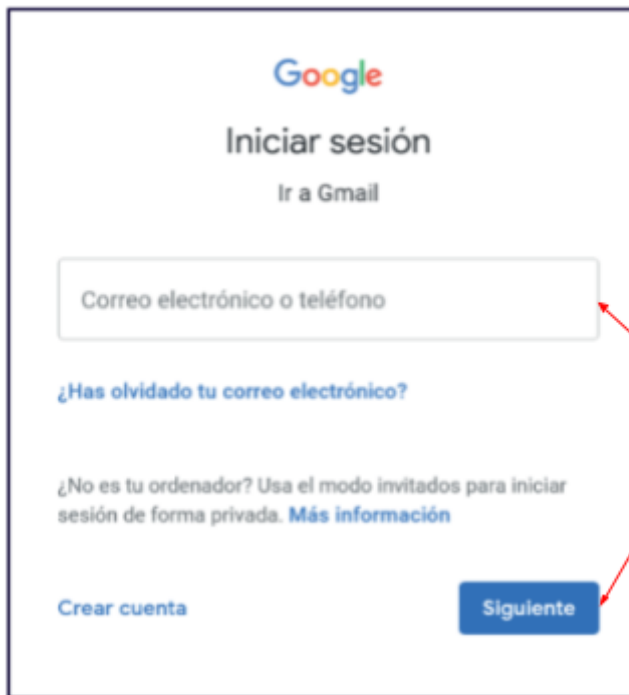 Google
Iniciar sesión
Ir a Gmail
Correo electrónico o teléfono
¿Has olvidado tu correo electrónico?
¿No es tu ordenador? Usa el modo invitados para iniciar
sesión de forma privada. Más información
Crear cuenta
Siguiente